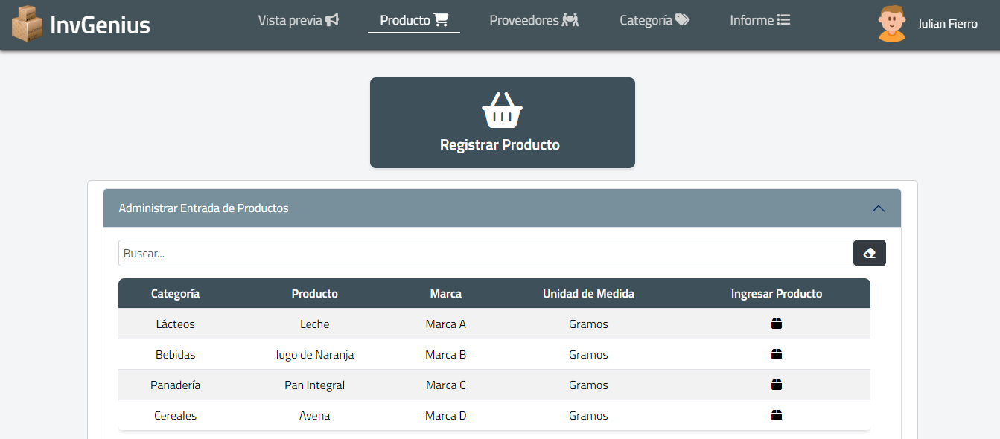 InvGenius Vista previa Producto Proveedores Categoría Informe Julian Fierro
Registrar Producto
Administrar Entrada de Productos
Buscar...
Categoría Producto Marca Unidad de Medida Ingresar Producto
Lácteos Leche Marca A Gramos
Bebidas Jugo de Naranja Marca B Gramos
Panadería Pan Integral Marca C Gramos
Cereales Avena Marca D Gramos